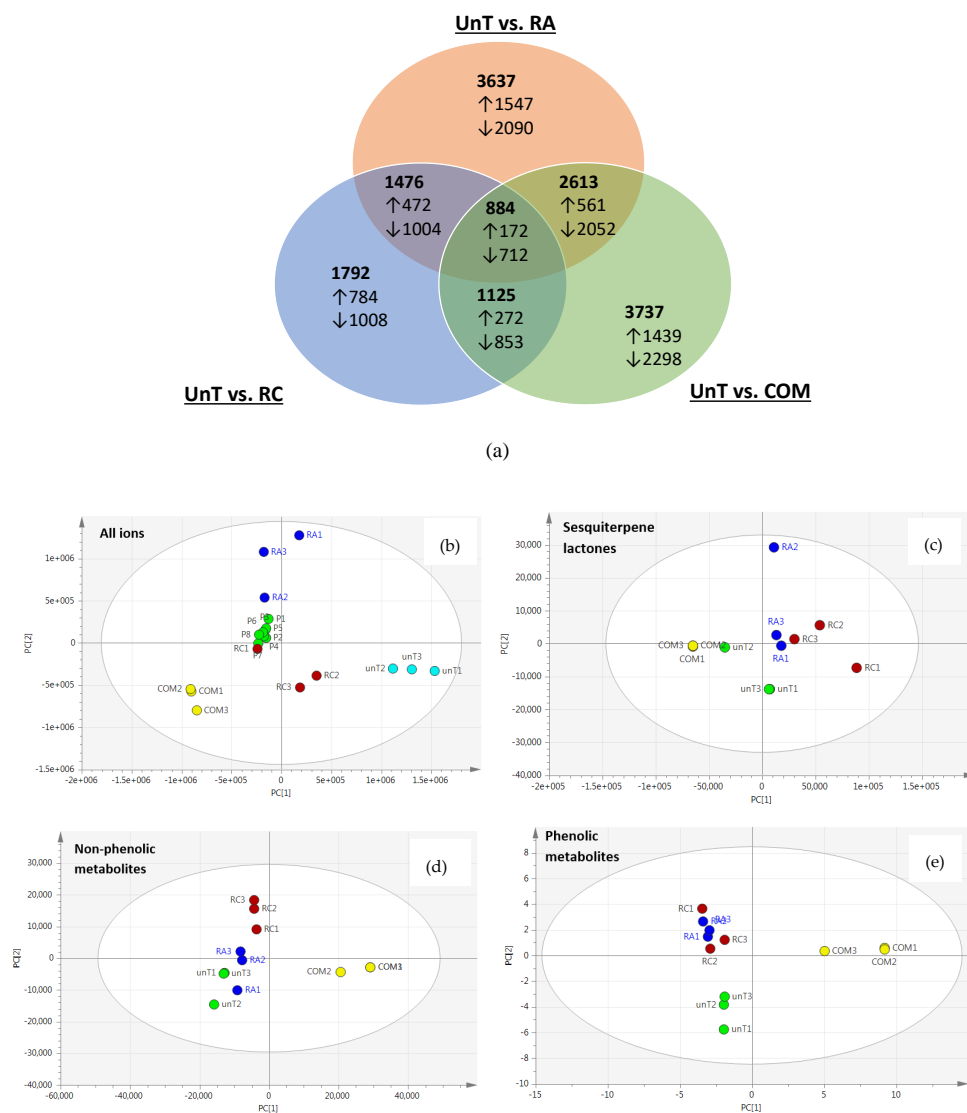 UnT vs. RA
3637
↑1547
↓2090
1476
↑472
↓1004
2613
↑561
↓2052
884
↑172
↓712
1792
↑784
↓1008
1125
↑272
↓853
3737
↑1439
↓2298
UnT vs. RC
UnT vs. COM
(a)
All ions
(b)
PC[2]
1e+006
5e+005
0
-5e+005
-1e+006
-1.5e+006
-2e+006
-1.5e+006
-1e+006
-5e+005
0
5e+005
1e+006
1.5e+006
PC[1]
RA1
RA3
RA2
P6
P1
P5
P8
P2
P4
RC1
P7
RC2
RC3
unT3
unT2
unT1
COM2
COM1
COM3
Sesquiterpene
lactones
(c)
PC[2]
30,000
20,000
10,000
0
-10,000
-20,000
-30,000
-40,000
-2e+005
-1.5e+005
-1e+005
-50,000
0
50,000
1e+005
1.5e+005
PC[1]
RA2
RA3
RC2
RC3
COM3
COM2
unT2
COM1
RA1
RC1
unT3
unT1
Non-phenolic
metabolites
(d)
PC[2]
30,000
20,000
10,000
0
-10,000
-20,000
-30,000
-40,000
-60,000
-40,000
-20,000
0
20,000
40,000
PC[1]
RC3
RC2
RC1
RA3
RA2
unT1
unT3
RA1
unT2
COM2
Phenolic
metabolites
(e)
PC[2]
8
6
4
2
0
-2
-4
-6
-8
-10
-15
-10
-5
0
5
10
PC[1]
RC1
RA3
RA1
RC3
RC2
COM3
COM1
COM2
unT3
unT2
unT1